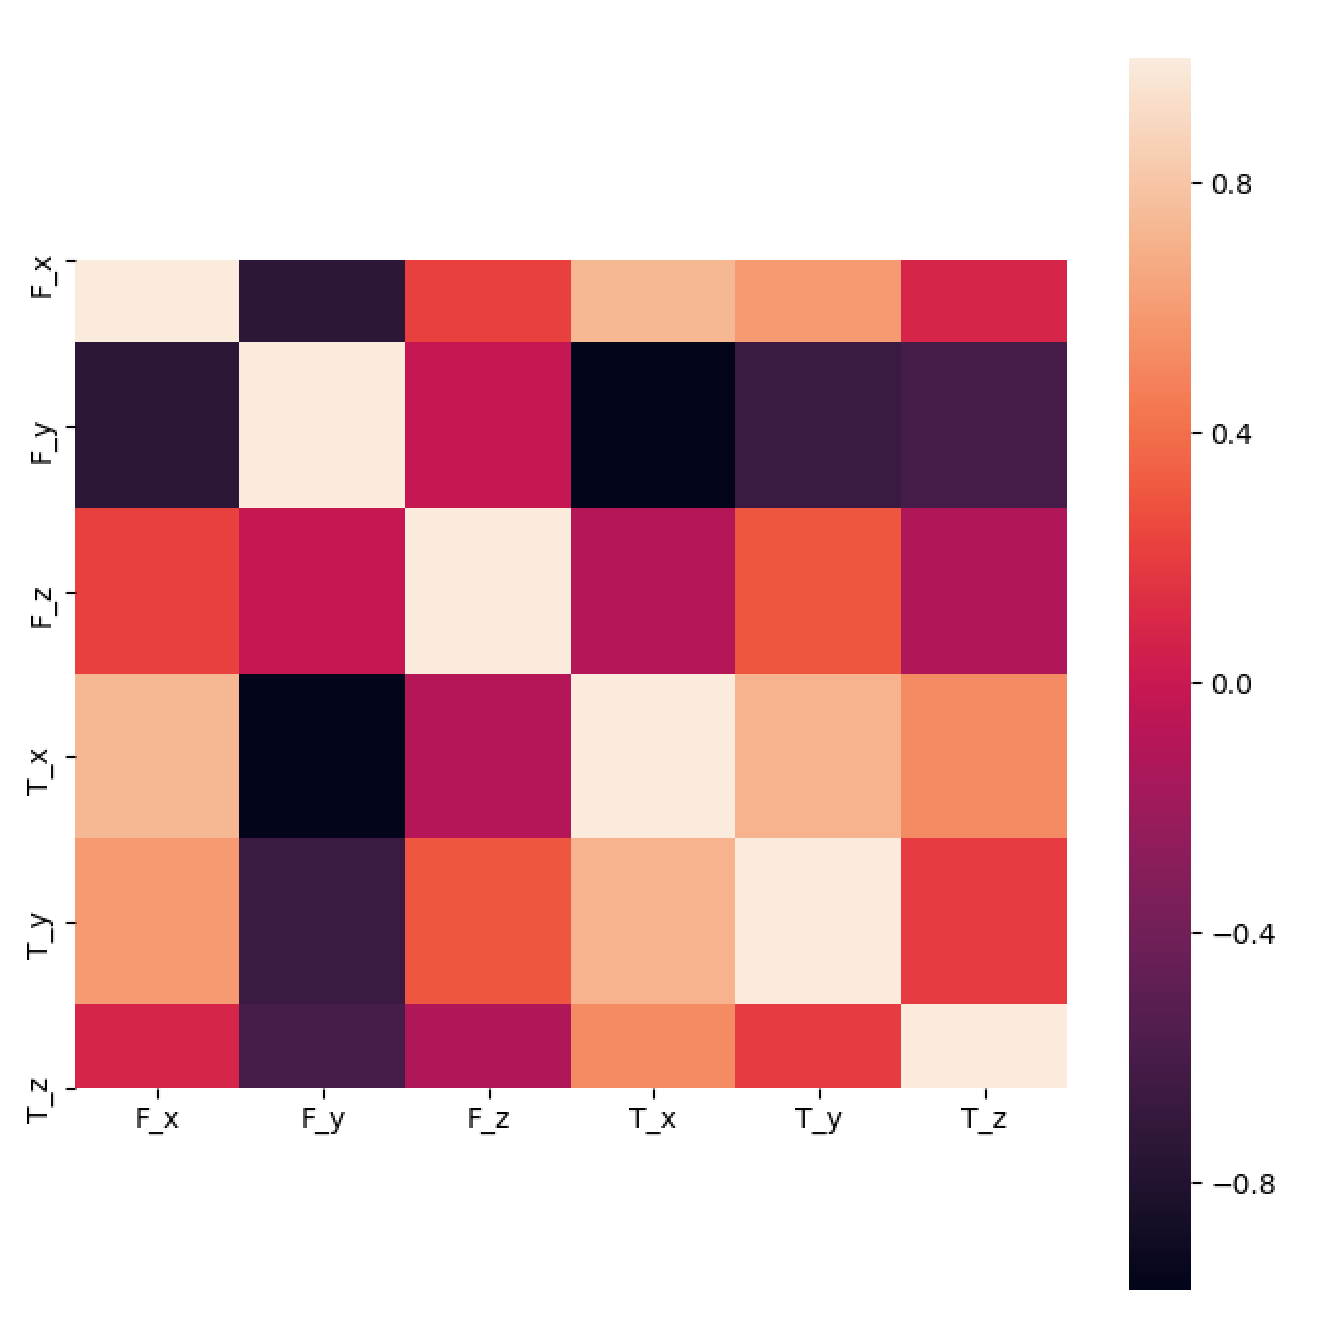 F_x
F_y
F_z
T_x
T_y
T_z
F_x F_y F_z T_x T_y T_z
0.8
0.4
0.0
−0.4
−0.8